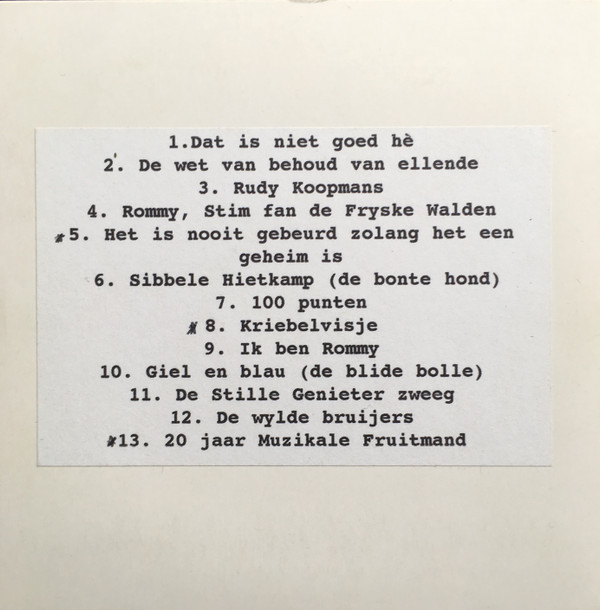 1.Dat is niet goed hè
2. De wet van behoud van ellende
3. Rudy Koopmans
4. Rommy, Stim fan de Fryske Walden
*5. Het is nooit gebeurd zolang het een
geheim is
6. Sibbele Hietkamp (de bonte hond)
7. 100 punten
*8. Kriebelvisje
9. Ik ben Rommy
10. Giel en blau (de blide bolle)
11. De Stille Genieter zweeg
12. De wylde bruijers
*13. 20 jaar Muzikale Fruitmand